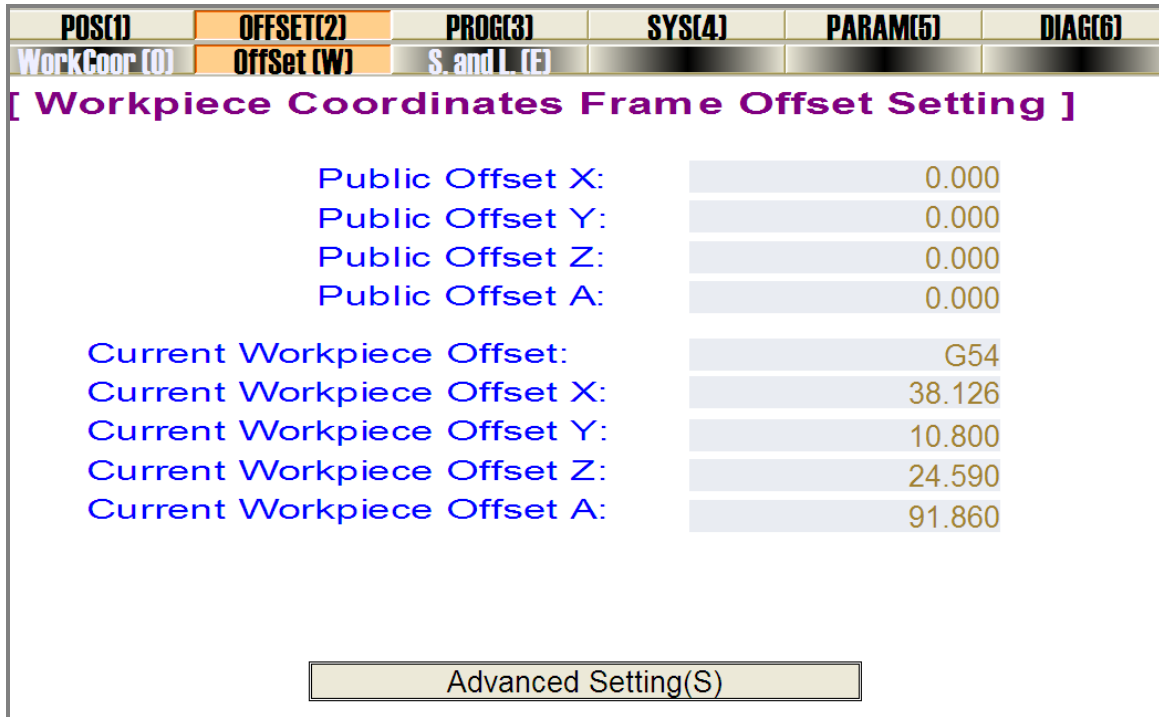 POS(1) OFFSET(2) PROG(3) SYS(4) PARAM(5) DIAG(6)
WorkCoor (O) OffSet (W) S. and L. (E)
[ Workpiece Coordinates Frame Offset Setting ]
Public Offset X: 0.000
Public Offset Y: 0.000
Public Offset Z: 0.000
Public Offset A: 0.000
Current Workpiece Offset: G54
Current Workpiece Offset X: 38.126
Current Workpiece Offset Y: 10.800
Current Workpiece Offset Z: 24.590
Current Workpiece Offset A: 91.860
Advanced Setting(S)